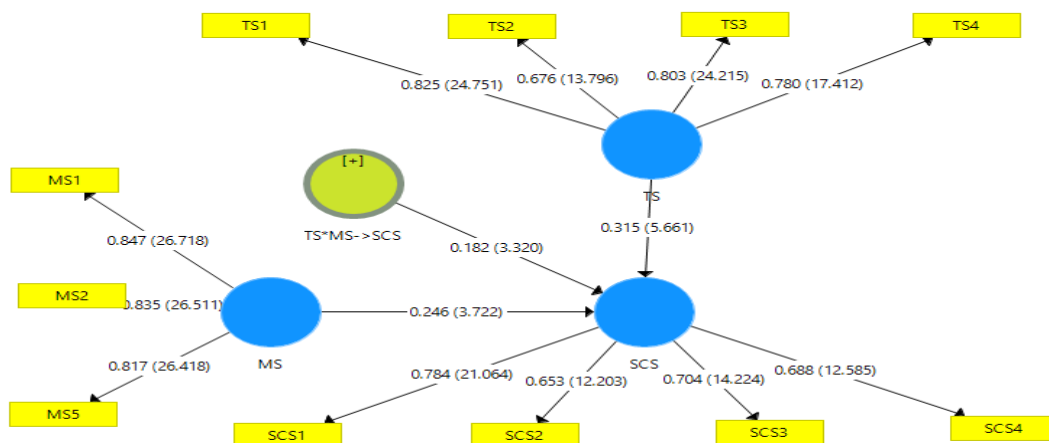 TS1
TS2
TS3
TS4
0.825 (24.751)
0.676 (13.796)
0.803 (24.215)
0.780 (17.412)
[+]
MS1
TS
TS*MS->SCS
0.315 (5.661)
0.847 (26.718)
0.182 (3.320)
MS2
0.835 (26.511)
0.246 (3.722)
MS
SCS
0.817 (26.418)
0.784 (21.064)
0.653 (12.203)
0.704 (14.224)
0.688 (12.585)
MS5
SCS1
SCS2
SCS3
SCS4